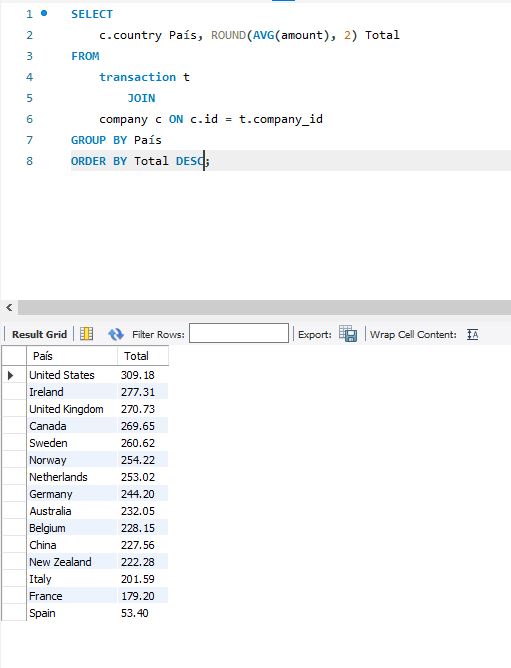 1 SELECT
2 c.country País, ROUND(AVG(amount), 2) Total
3 FROM
4 transaction t
5 JOIN
6 company c ON c.id = t.company_id
7 GROUP BY País
8 ORDER BY Total DESC;
Result Grid Filter Rows: Export: Wrap Cell Content:
País Total
United States 309.18
Ireland 277.31
United Kingdom 270.73
Canada 269.65
Sweden 260.62
Norway 254.22
Netherlands 253.02
Germany 244.20
Australia 232.05
Belgium 228.15
China 227.56
New Zealand 222.28
Italy 201.59
France 179.20
Spain 53.40